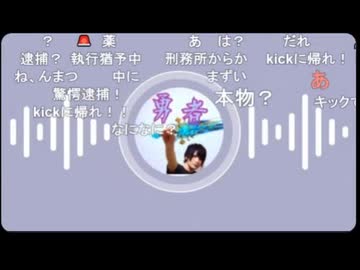 ？ 🚨 薬 あ は？ だれ
逮捕？ 執行猶予中 刑務所からか kickに帰れ！
ね、んまつ 中に まずい あ
驚愕逮捕！ 本物？ キックで
kickに帰れ！！ 勇者
なになに？